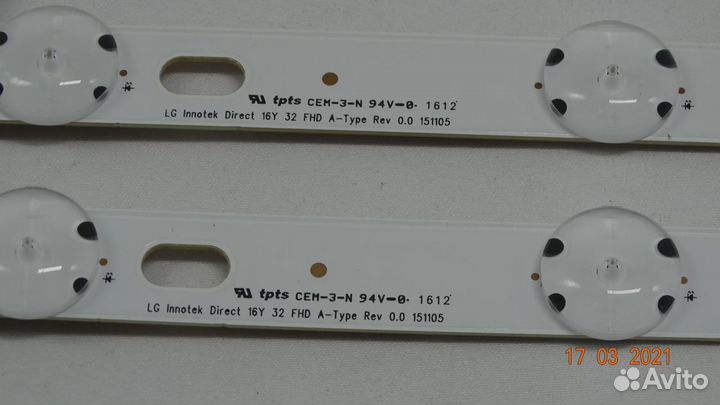 tpts CEM-3-N 94V-0. 1612
LG Innotek Direct 16Y 32 FHD A-Type Rev 0.0 151105
tpts CEM-3-N 94V-0. 1612
LG Innotek Direct 16Y 32 FHD A-Type Rev 0.0 151105
17 03 2021
Avito